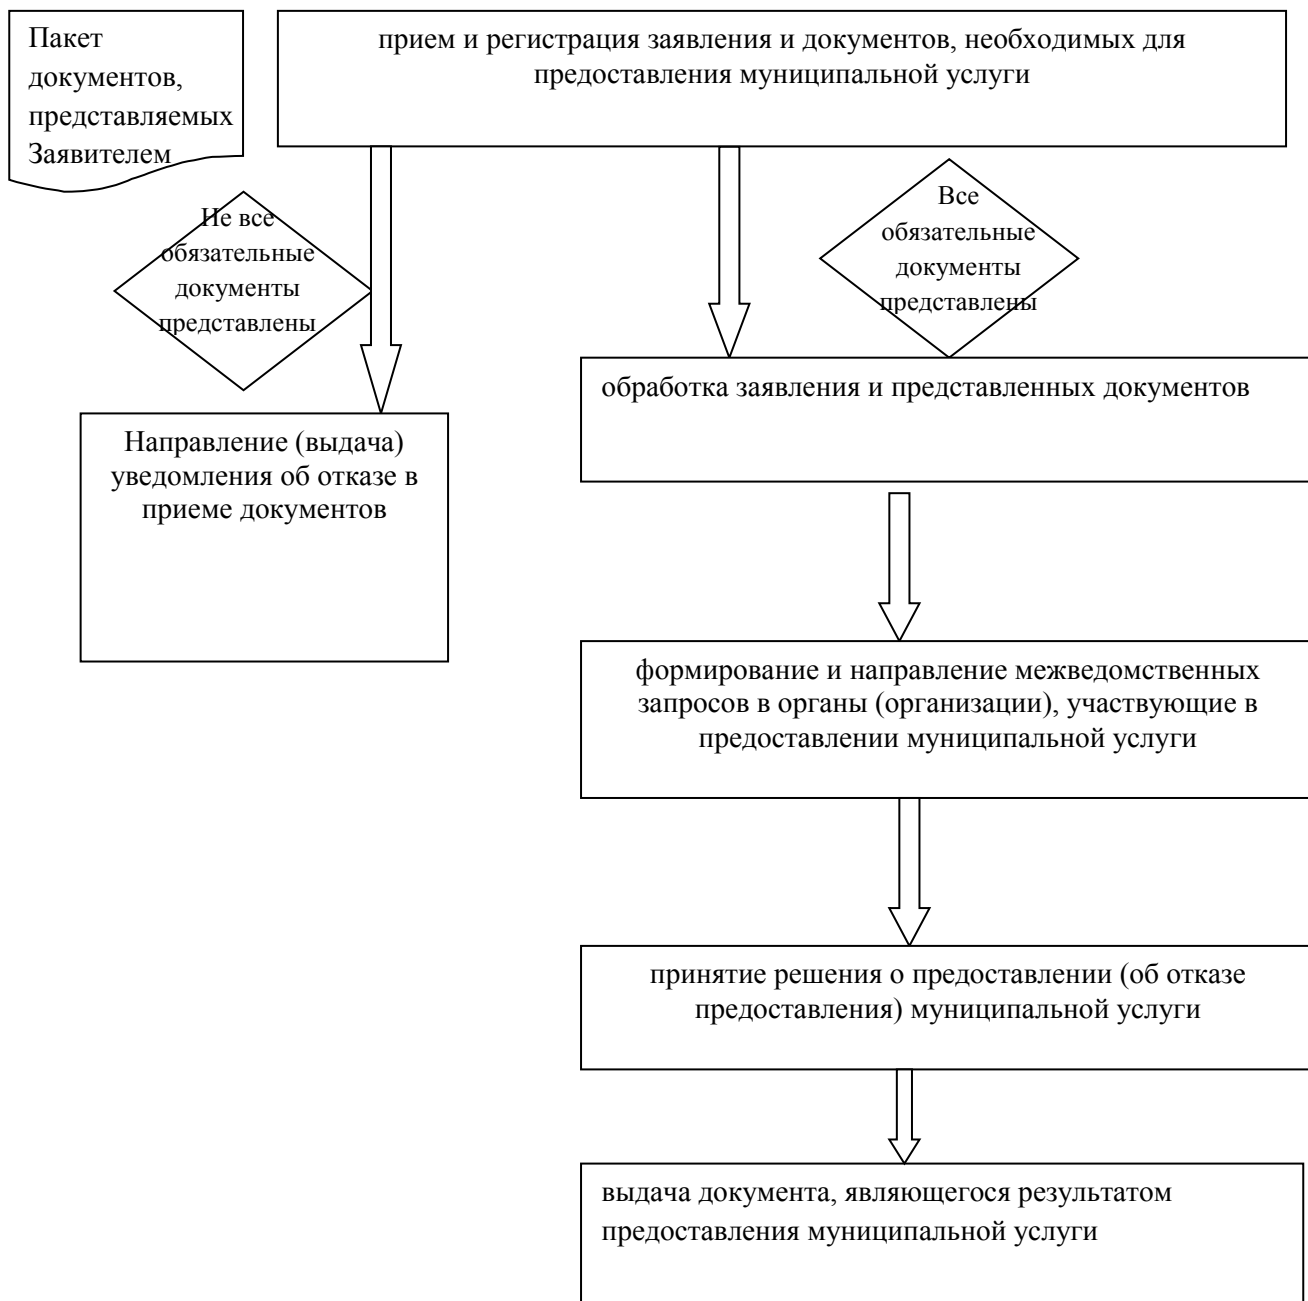 Пакет
документов,
представляемых
Заявителем
прием и регистрация заявления и документов, необходимых для
предоставления муниципальной услуги
Не все
обязательные
документы
представлены
Все
обязательные
документы
представлены
обработка заявления и представленных документов
Направление (выдача)
уведомления об отказе в
приеме документов
формирование и направление межведомственных
запросов в органы (организации), участвующие в
предоставлении муниципальной услуги
принятие решения о предоставлении (об отказе
предоставления) муниципальной услуги
выдача документа, являющегося результатом
предоставления муниципальной услуги